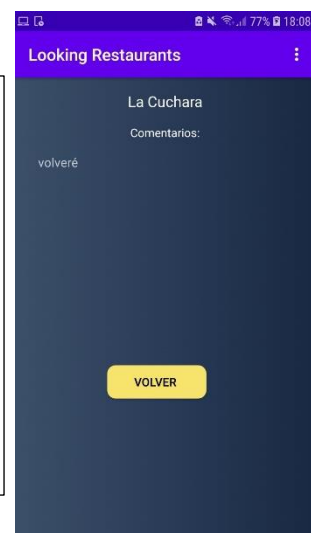 77% 18:08
Looking Restaurants
La Cuchara
Comentarios:
volveré
VOLVER